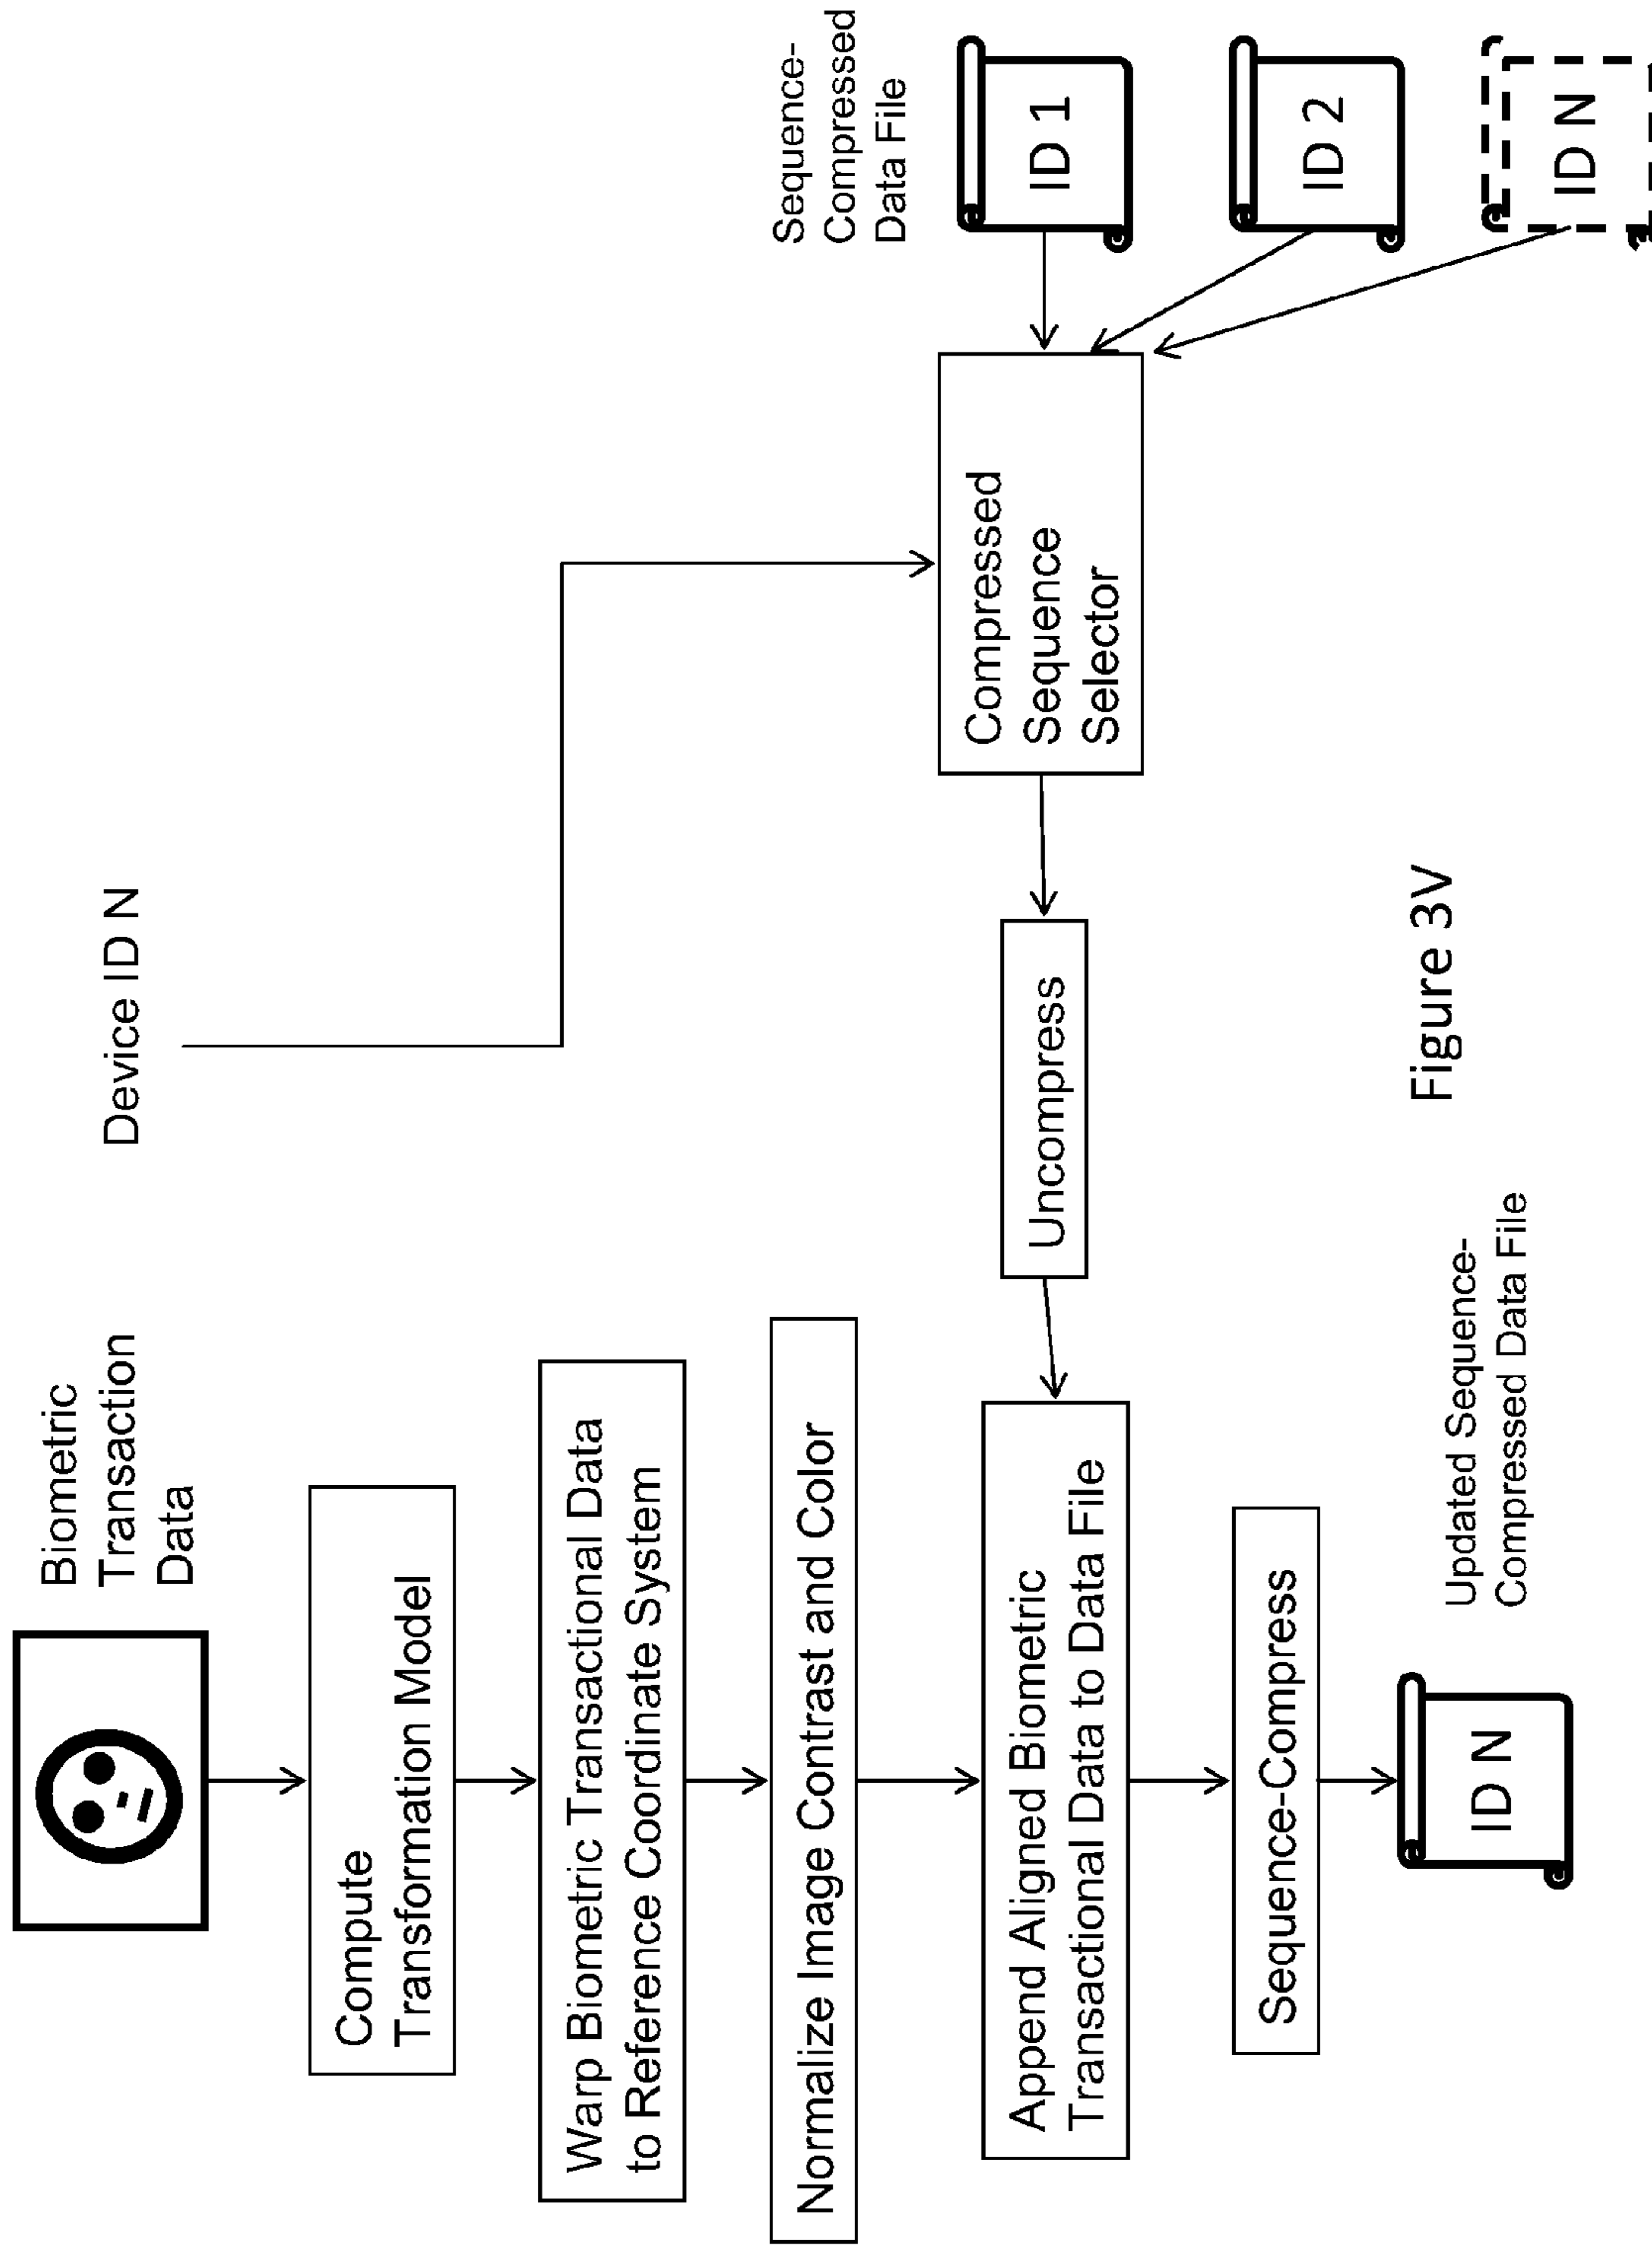 Biometric
Transaction
Data
Device ID N
Compute
Transformation Model
Warp Biometric Transactional Data
to Reference Coordinate System
Normalize Image Contrast and Color
Sequence-
Compressed
Data File
Append Aligned Biometric
Transactional Data to Data File
Uncompress
Compressed
Sequence
Selector
ID 1
ID 2
ID N
Sequence-Compress
ID N
Updated Sequence-
Compressed Data File
Figure 3V